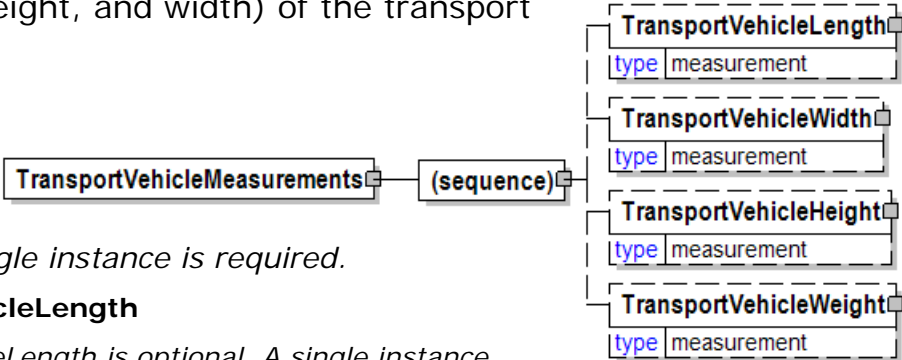 eight, and width) of the transport
TransportVehicleLength
type measurement
TransportVehicleWidth
type measurement
TransportVehicleMeasurements
(sequence)
TransportVehicleHeight
type measurement
gle instance is required.
TransportVehicleWeight
type measurement
cleLength
eLength is optional. A single instance